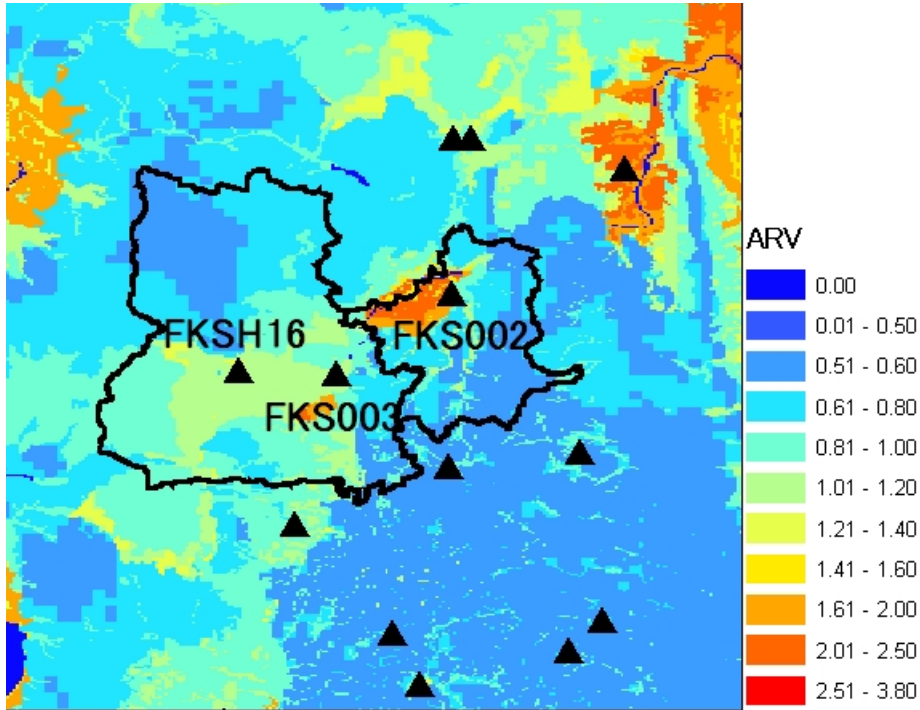 FKSH16
FKS002
FKS003
ARV
0.00
0.01 - 0.50
0.51 - 0.60
0.61 - 0.80
0.81 - 1.00
1.01 - 1.20
1.21 - 1.40
1.41 - 1.60
1.61 - 2.00
2.01 - 2.50
2.51 - 3.80